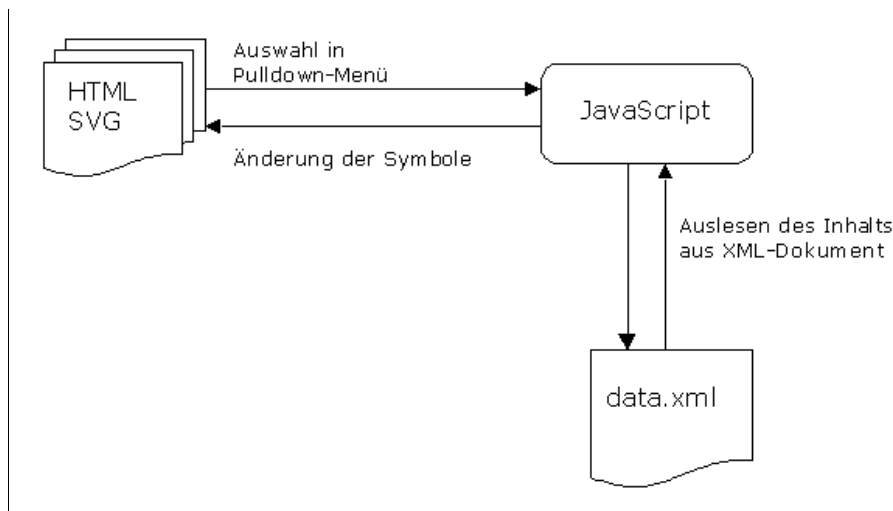 Auswahl in
Pulldown-Menü
HTML
SVG
JavaScript
Änderung der Symbole
Auslesen des Inhalts
aus XML-Dokument
data.xml